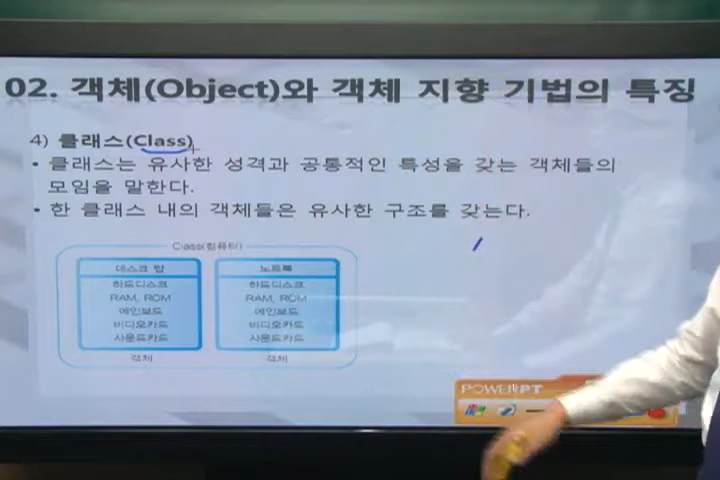 02. 객체(Object)와 객체 지향 기법의 특징
4) 클래스(Class)
• 클래스는 유사한 성격과 공통적인 특성을 갖는 객체들의
모임을 말한다.
• 한 클래스 내의 객체들은 유사한 구조를 갖는다.
Class(컴퓨터)
데스크 탑 노트북
하드디스크 하드디스크
RAM, ROM RAM, ROM
메인보드 메인보드
비디오카드 비디오카드
사운드카드 사운드카드
객체 객체
POWERPT